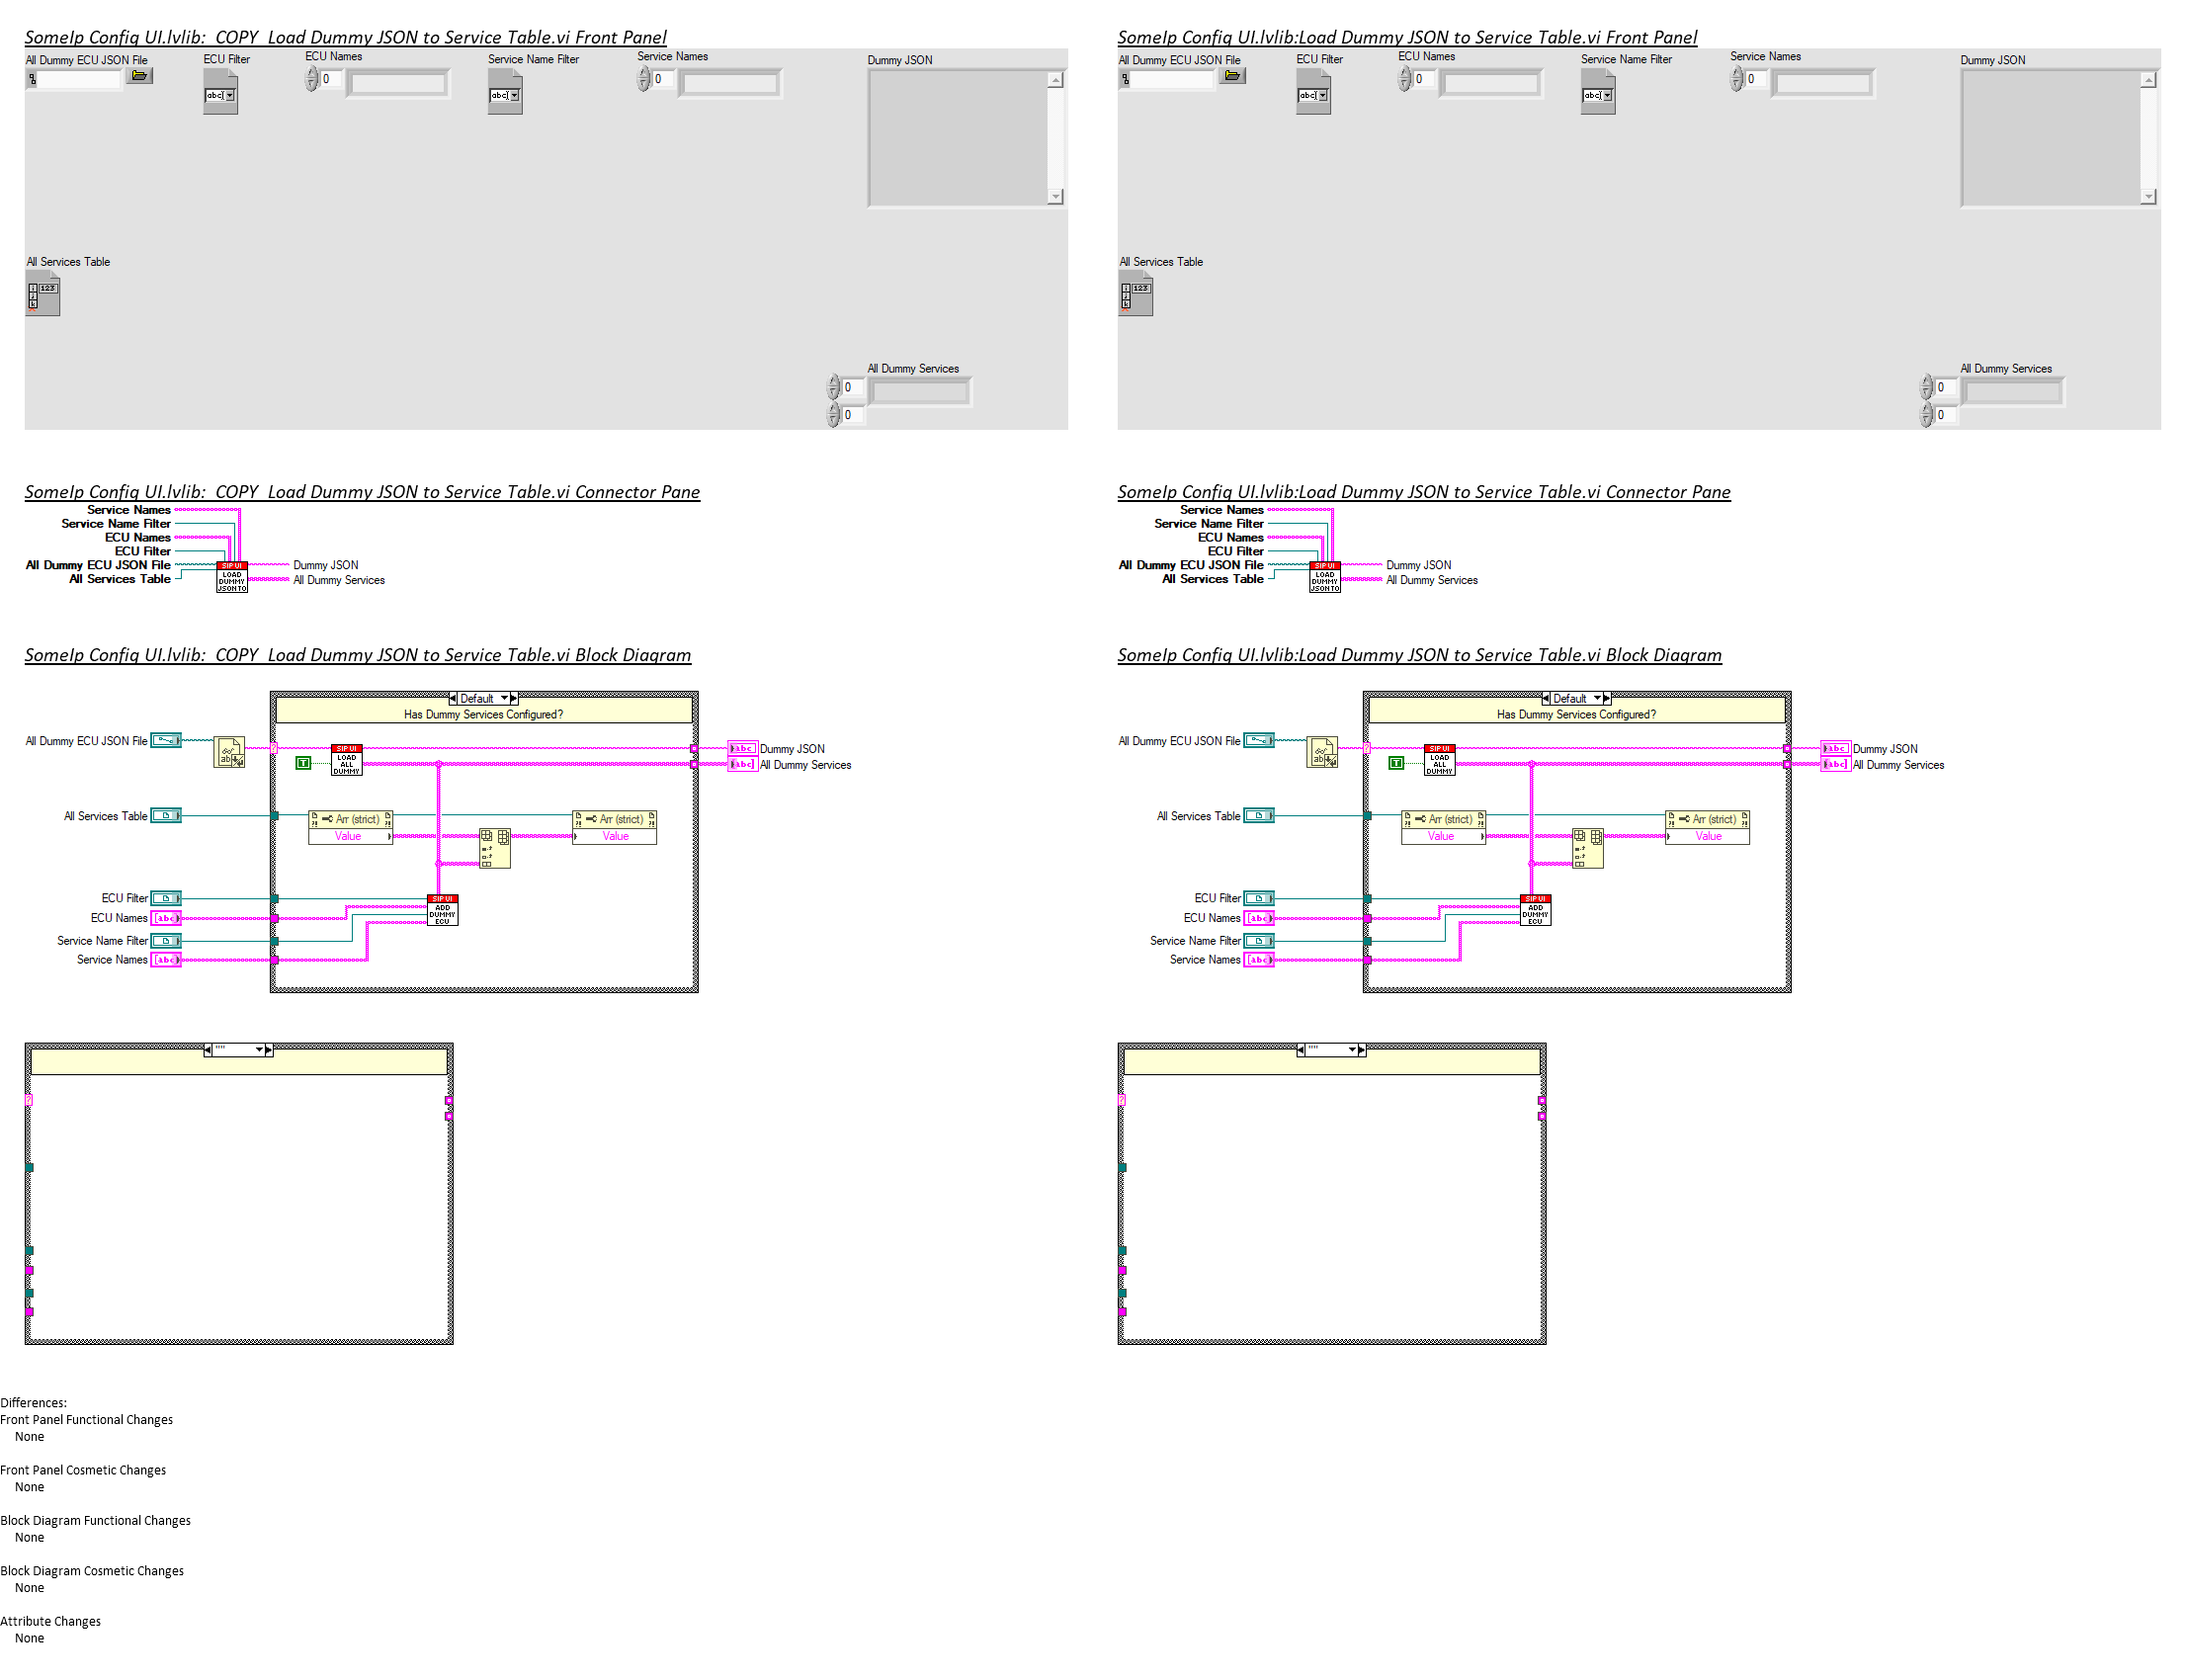 SomeIp Config UI.lvlib:  COPY  Load Dummy JSON to Service Table.vi Front Panel
All Dummy ECU JSON File
ECU Filter
ECU Names
Service Name Filter
Service Names
Dummy JSON
abc
0
abc
0
All Services Table
123
All Dummy Services
0
0
SomeIp Config UI.lvlib:Load Dummy JSON to Service Table.vi Front Panel
All Dummy ECU JSON File
ECU Filter
ECU Names
Service Name Filter
Service Names
Dummy JSON
abc
0
abc
0
All Services Table
123
All Dummy Services
0
0
SomeIp Config UI.lvlib:  COPY  Load Dummy JSON to Service Table.vi Connector Pane
Service Names
Service Name Filter
ECU Names
ECU Filter
All Dummy ECU JSON File
All Services Table
SIP UI
LOAD
DUMMY
JSON TO
Dummy JSON
All Dummy Services
SomeIp Config UI.lvlib:Load Dummy JSON to Service Table.vi Connector Pane
Service Names
Service Name Filter
ECU Names
ECU Filter
All Dummy ECU JSON File
All Services Table
SIP UI
LOAD
DUMMY
JSON TO
Dummy JSON
All Dummy Services
SomeIp Config UI.lvlib:  COPY  Load Dummy JSON to Service Table.vi Block Diagram
Default
Has Dummy Services Configured?
All Dummy ECU JSON File
?
SIP UI
LOAD
ALL
DUMMY
T
abc
Dummy JSON
abc
All Dummy Services
All Services Table
Arr (strict)
Value
Arr (strict)
Value
ECU Filter
ECU Names
abc
Service Name Filter
Service Names
abc
SIP UI
ADD
DUMMY
ECU
""
?
SomeIp Config UI.lvlib:Load Dummy JSON to Service Table.vi Block Diagram
Default
Has Dummy Services Configured?
All Dummy ECU JSON File
?
SIP UI
LOAD
ALL
DUMMY
T
abc
Dummy JSON
abc
All Dummy Services
All Services Table
Arr (strict)
Value
Arr (strict)
Value
ECU Filter
ECU Names
abc
Service Name Filter
Service Names
abc
SIP UI
ADD
DUMMY
ECU
""
?
Differences:
Front Panel Functional Changes
None
Front Panel Cosmetic Changes
None
Block Diagram Functional Changes
None
Block Diagram Cosmetic Changes
None
Attribute Changes
None